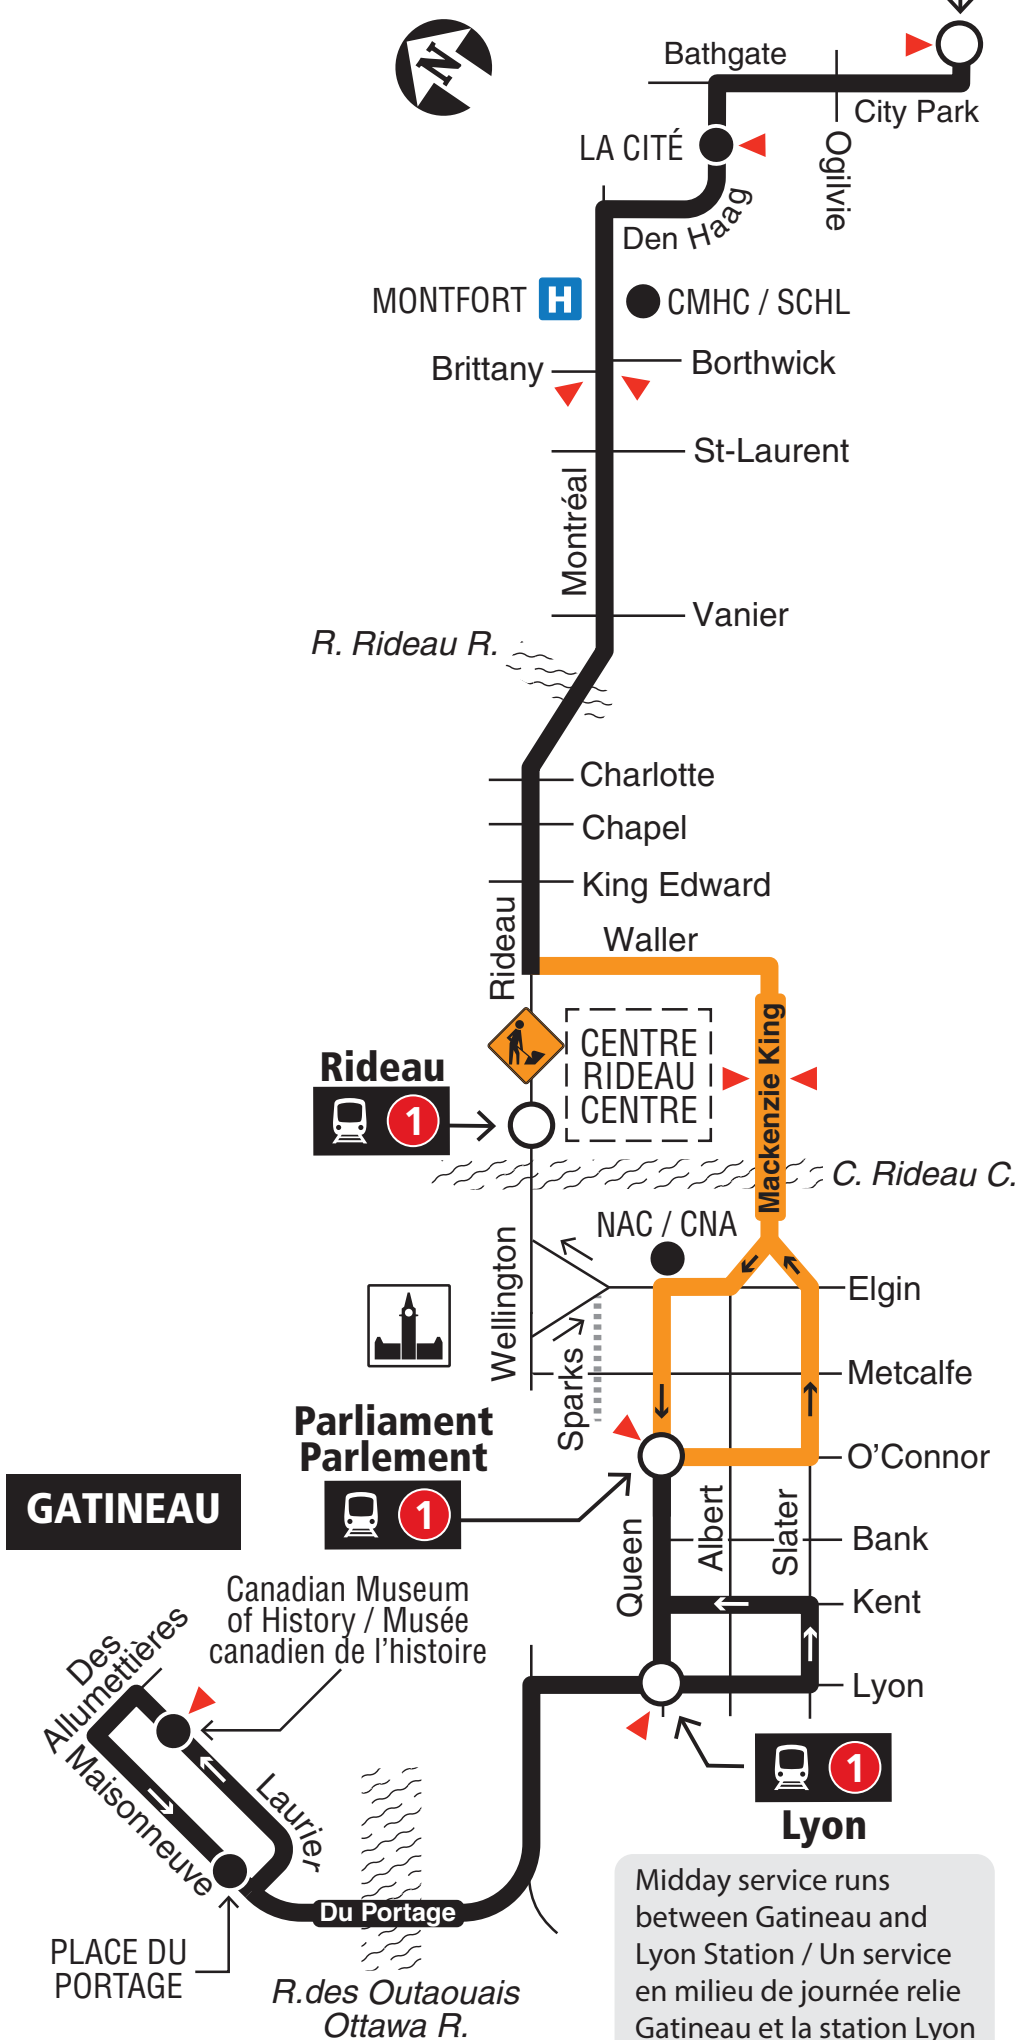 N
Bathgate
City Park
Ogilvie
LA CITÉ
Den Haag
MONTFORT H
CMHC / SCHL
Brittany
Borthwick
St-Laurent
Montréal
Vanier
R. Rideau R.
Charlotte
Chapel
King Edward
Rideau
Waller
CENTRE
RIDEAU
CENTRE
Mackenzie King
Rideau
1
C. Rideau C.
NAC / CNA
Wellington
Elgin
Sparks
Metcalfe
Parliament
Parlement
1
O'Connor
GATINEAU
Queen
Albert
Slater
Bank
Kent
Canadian Museum
of History / Musée
canadien de l'histoire
Des
Allumettières
Lyon
Maisonneuve
Laurier
1
Lyon
Du Portage
PLACE DU
PORTAGE
R.des Outaouais
Ottawa R.
Midday service runs
between Gatineau and
Lyon Station / Un service
en milieu de journée relie
Gatineau et la station Lyon